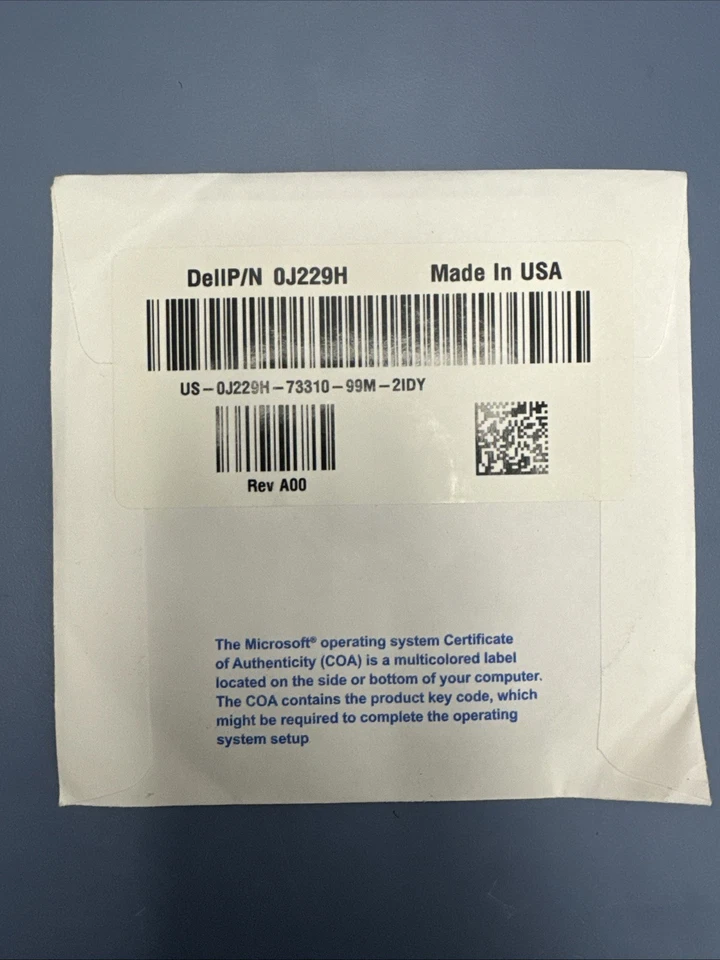 DellP/N 0J229H Made In USA
US-0J229H-73310-99M-2IDY
Rev A00
The Microsoft® operating system Certificate
of Authenticity (COA) is a multicolored label
located on the side or bottom of your computer.
The COA contains the product key code, which
might be required to complete the operating
system setup